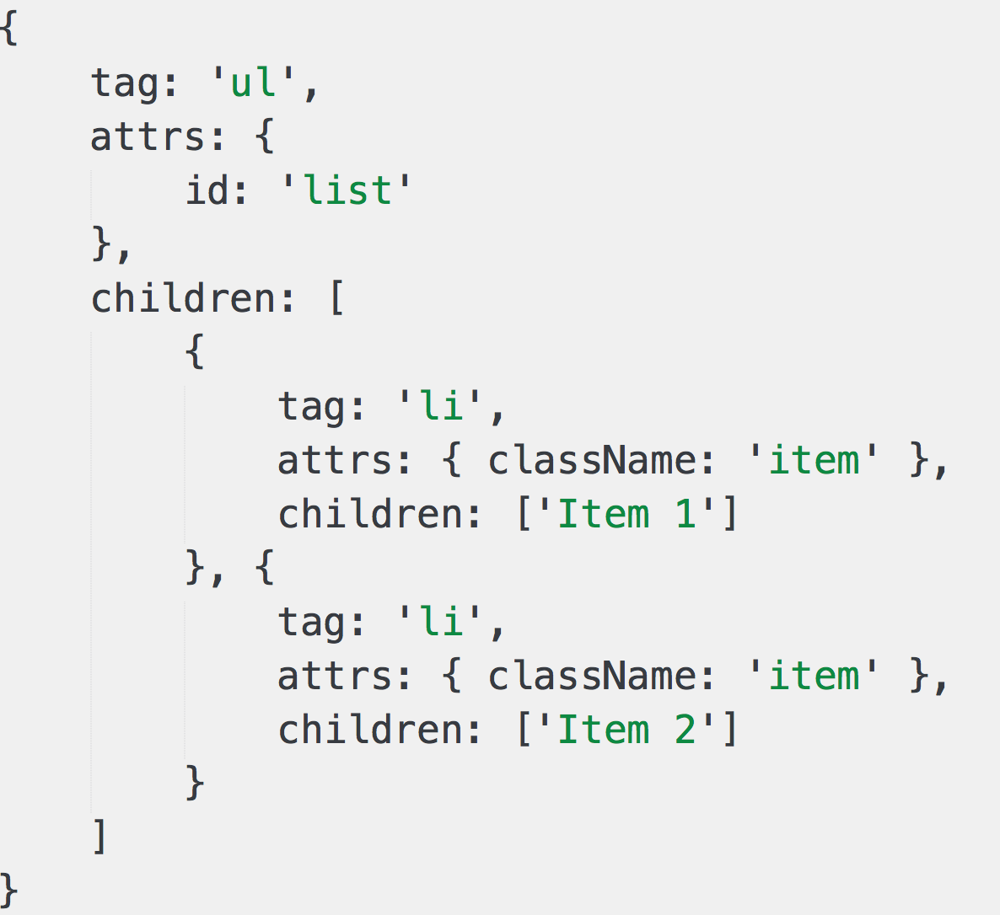 {
    tag: 'ul',
    attrs: {
        id: 'list'
    },
    children: [
        {
            tag: 'li',
            attrs: { className: 'item' },
            children: ['Item 1']
        }, {
            tag: 'li',
            attrs: { className: 'item' },
            children: ['Item 2']
        }
    ]
}